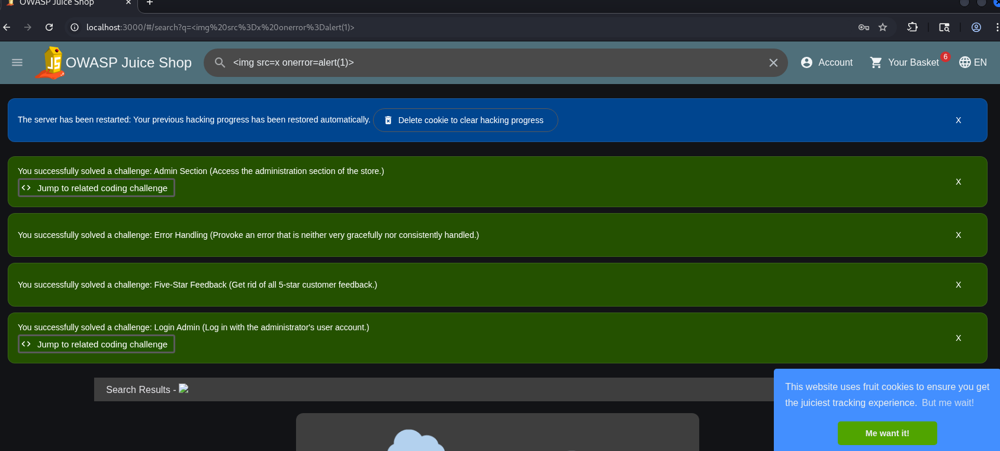 OWASP Juice Shop
localhost:3000/#/search?q=<img%20src%3Dx%20onerror%3Dalert(1)>
JS OWASP Juice Shop <img src=x onerror=alert(1)> Account Your Basket 6 EN
The server has been restarted: Your previous hacking progress has been restored automatically. Delete cookie to clear hacking progress X
You successfully solved a challenge: Admin Section (Access the administration section of the store.)
Jump to related coding challenge
X
You successfully solved a challenge: Error Handling (Provoke an error that is neither very gracefully nor consistently handled.) X
You successfully solved a challenge: Five-Star Feedback (Get rid of all 5-star customer feedback.) X
You successfully solved a challenge: Login Admin (Log in with the administrator's user account.)
Jump to related coding challenge
X
Search Results -
This website uses fruit cookies to ensure you get
the juiciest tracking experience. But me wait!
Me want it!